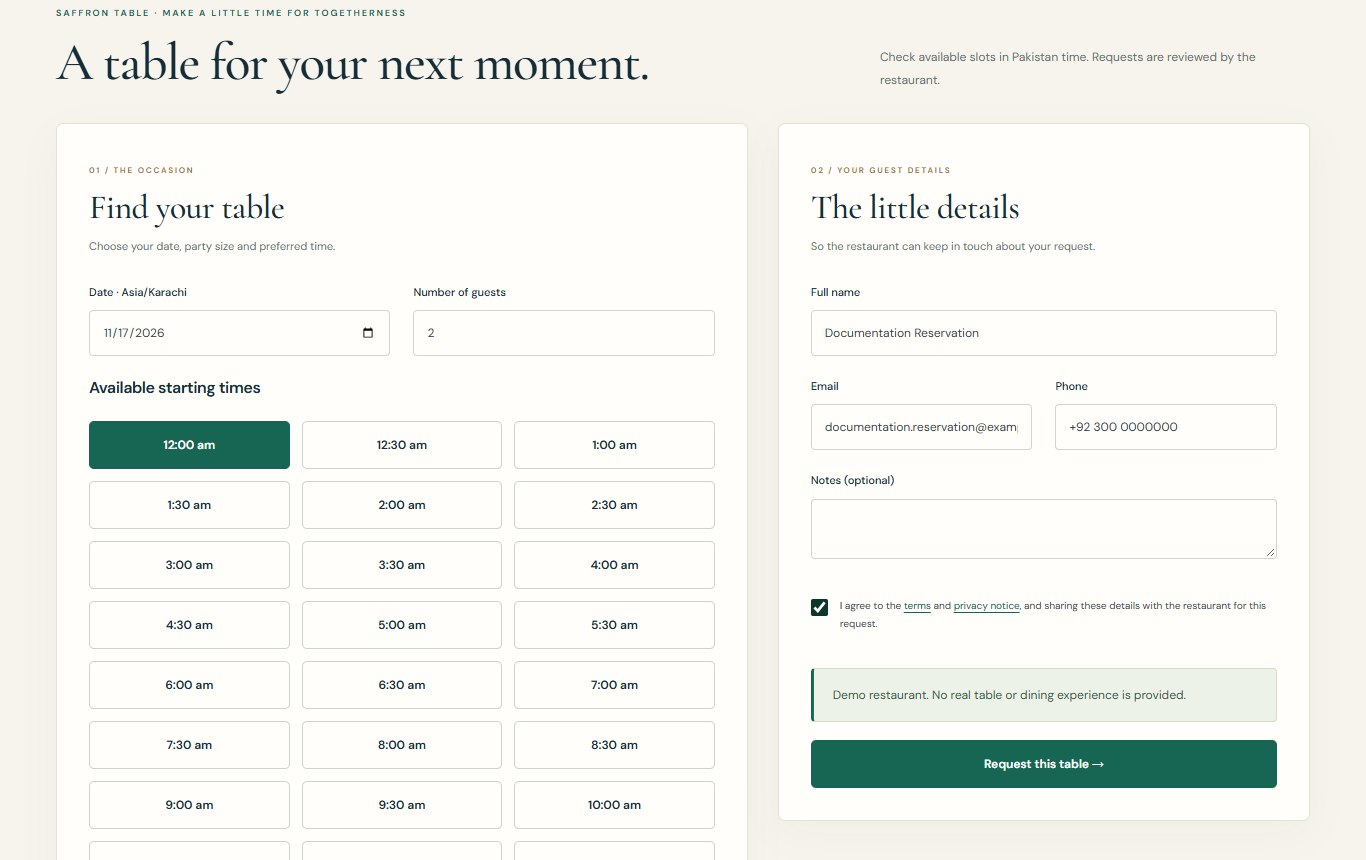 SAFFRON TABLE · MAKE A LITTLE TIME FOR TOGETHERNESS
A table for your next moment.
Check available slots in Pakistan time. Requests are reviewed by the
restaurant.
01 / THE OCCASION
Find your table
Choose your date, party size and preferred time.
Date · Asia/Karachi
Number of guests
11/17/2026
2
Available starting times
12:00 am
12:30 am
1:00 am
1:30 am
2:00 am
2:30 am
3:00 am
3:30 am
4:00 am
4:30 am
5:00 am
5:30 am
6:00 am
6:30 am
7:00 am
7:30 am
8:00 am
8:30 am
9:00 am
9:30 am
10:00 am
02 / YOUR GUEST DETAILS
The little details
So the restaurant can keep in touch about your request.
Full name
Documentation Reservation
Email
Phone
documentation.reservation@exam
+92 300 0000000
Notes (optional)
I agree to the terms and privacy notice, and sharing these details with the restaurant for this
request.
Demo restaurant. No real table or dining experience is provided.
Request this table →